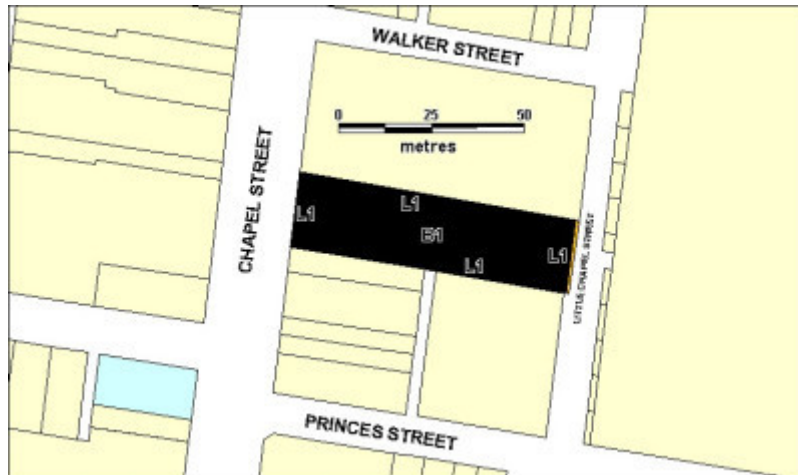 WALKER STREET
0 25 50
metres
CHAPEL STREET
L1
L1
B1
L1
L1
LITTLE CHAPEL STREET
PRINCES STREET